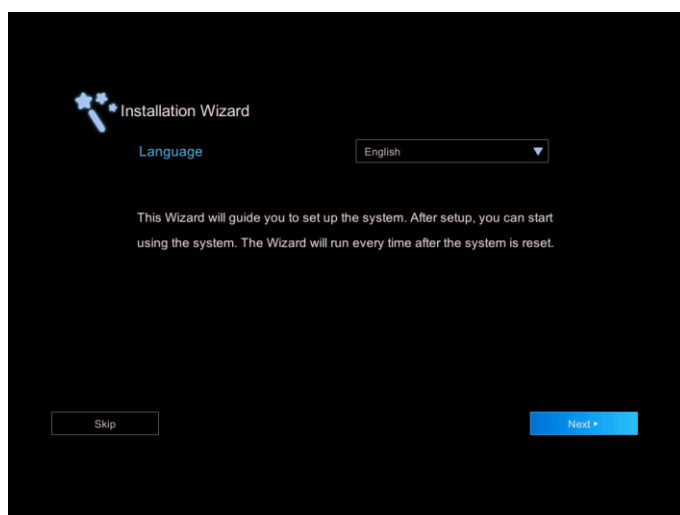 Installation Wizard
Language
English
This Wizard will guide you to set up the system. After setup, you can start
using the system. The Wizard will run every time after the system is reset.
Skip
Next